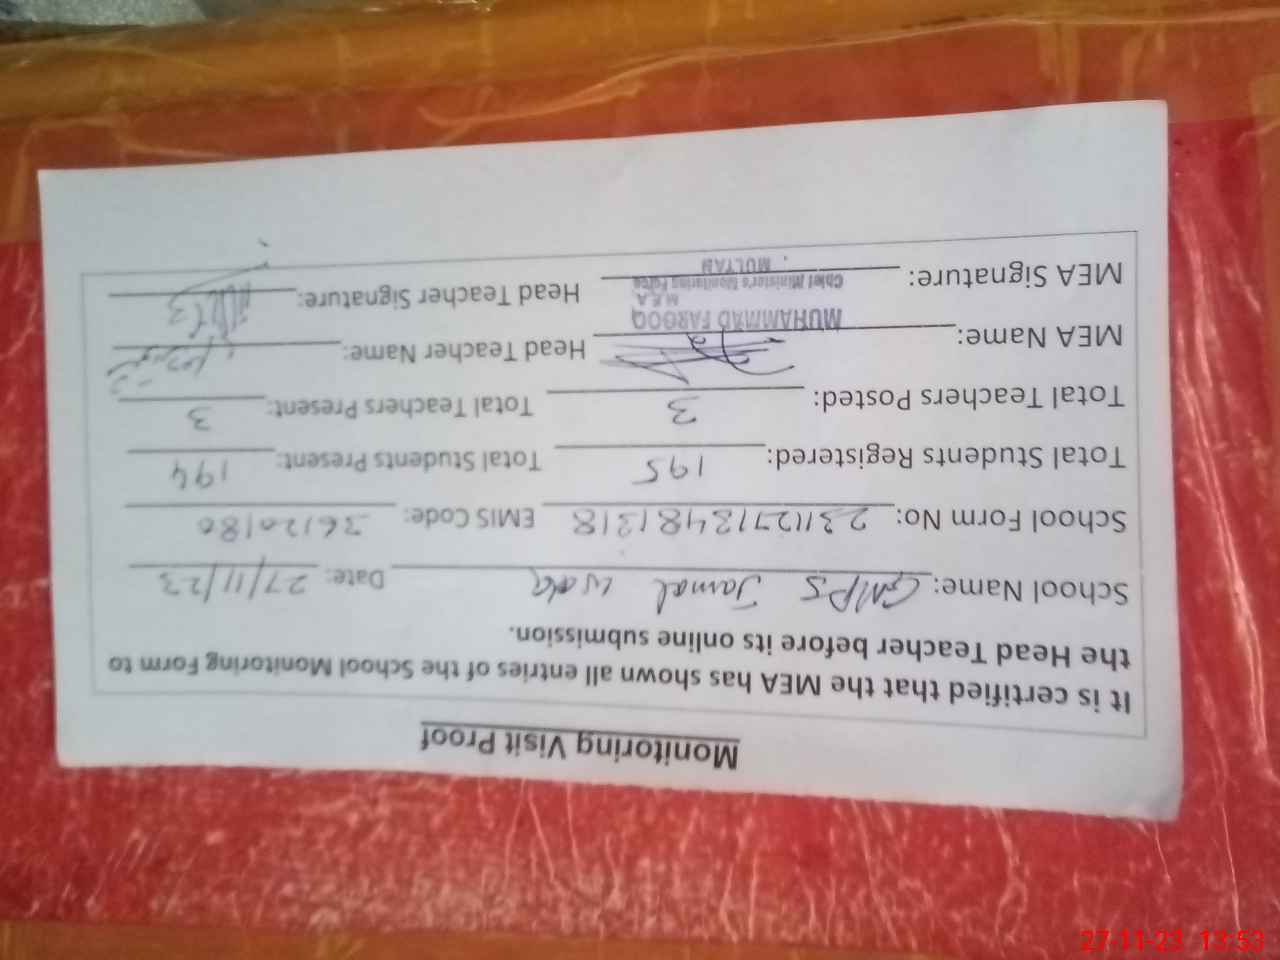 Monitoring Visit Proof
It is certified that the MEA has shown all entries of the School Monitoring Form to
the Head Teacher before its online submission.
School Name: GMPS Jamal wala Date: 27/11/23
School Form No: 2311271348181318 EMIS Code: 36120180
Total Students Registered: 195 Total Students Present: 194
Total Teachers Posted: 3 Total Teachers Present: 3
MEA Name: Head Teacher Name:
MUHAMMAD FAROOQ
M.E.A
Chief Minister's Monitoring Force
MULTAN
MEA Signature: Head Teacher Signature:
27-11-23 13:53